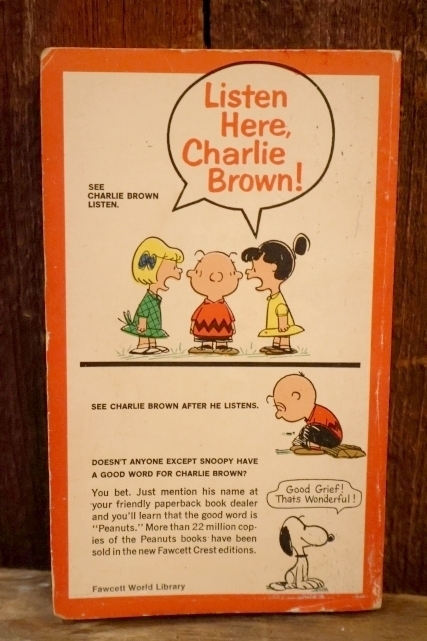 Listen
Here,
Charlie
Brown!
SEE
CHARLIE BROWN
LISTEN.
SEE CHARLIE BROWN AFTER HE LISTENS.
DOESN'T ANYONE EXCEPT SNOOPY HAVE
A GOOD WORD FOR CHARLIE BROWN?
You bet. Just mention his name at
your friendly paperback book dealer
and you'll learn that the good word is
"Peanuts." More than 22 million cop-
ies of the Peanuts books have been
sold in the new Fawcett Crest editions.
Good Grief!
Thats Wonderful!
Fawcett World Library